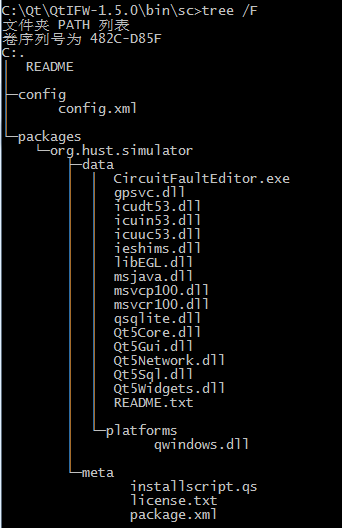 C:\Qt\QtIFW-1.5.0\bin\sc>tree /F
文件夹 PATH 列表
卷序列号为 482C-D85F
C:.
│  README
│
├─config
│      config.xml
│
└─packages
    └─org.hust.simulator
        ├─data
        │  │  CircuitFaultEditor.exe
        │  │  gpsvc.dll
        │  │  icudt53.dll
        │  │  icuin53.dll
        │  │  icuuc53.dll
        │  │  ieshims.dll
        │  │  libEGL.dll
        │  │  msjava.dll
        │  │  msvcp100.dll
        │  │  msvcr100.dll
        │  │  qsqlite.dll
        │  │  Qt5Core.dll
        │  │  Qt5Gui.dll
        │  │  Qt5Network.dll
        │  │  Qt5Sql.dll
        │  │  Qt5Widgets.dll
        │  │  README.txt
        │  │
        │  └─platforms
        │          qwindows.dll
        │
        └─meta
                installscript.qs
                license.txt
                package.xml